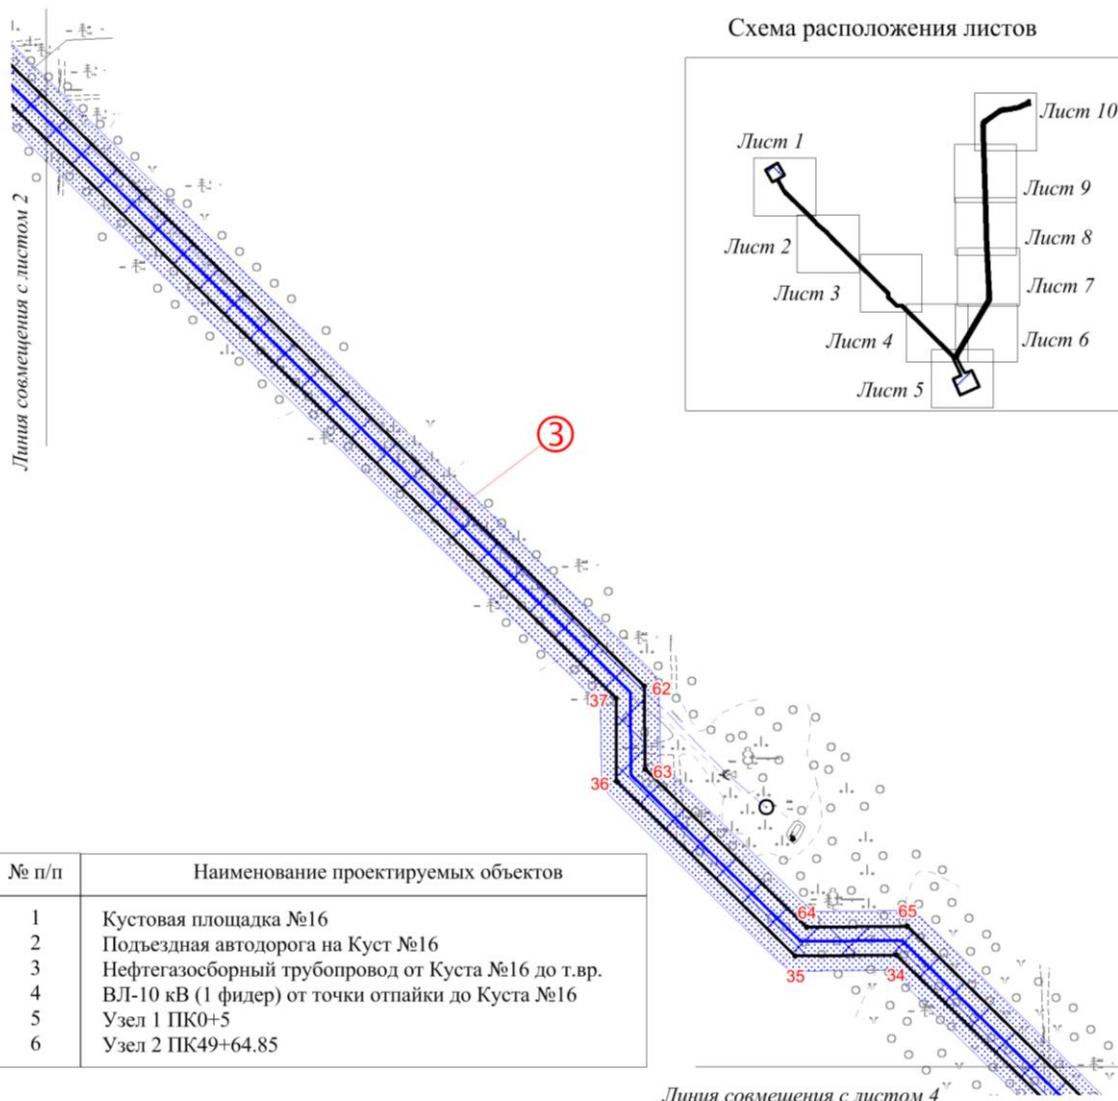 Схема расположения листов
Лист 1
Лист 2
Лист 3
Лист 4
Лист 5
Лист 6
Лист 7
Лист 8
Лист 9
Лист 10
Линия совмещения с листом 2
3
62
37
63
36
64
65
35
34
№ п/п Наименование проектируемых объектов
1 Кустовая площадка №16
2 Подъездная автодорога на Куст №16
3 Нефтегазосборный трубопровод от Куста №16 до т.вр.
4 ВЛ-10 кВ (1 фидер) от точки отпайки до Куста №16
5 Узел 1 ПК0+5
6 Узел 2 ПК49+64.85
Линия совмещения с листом 4